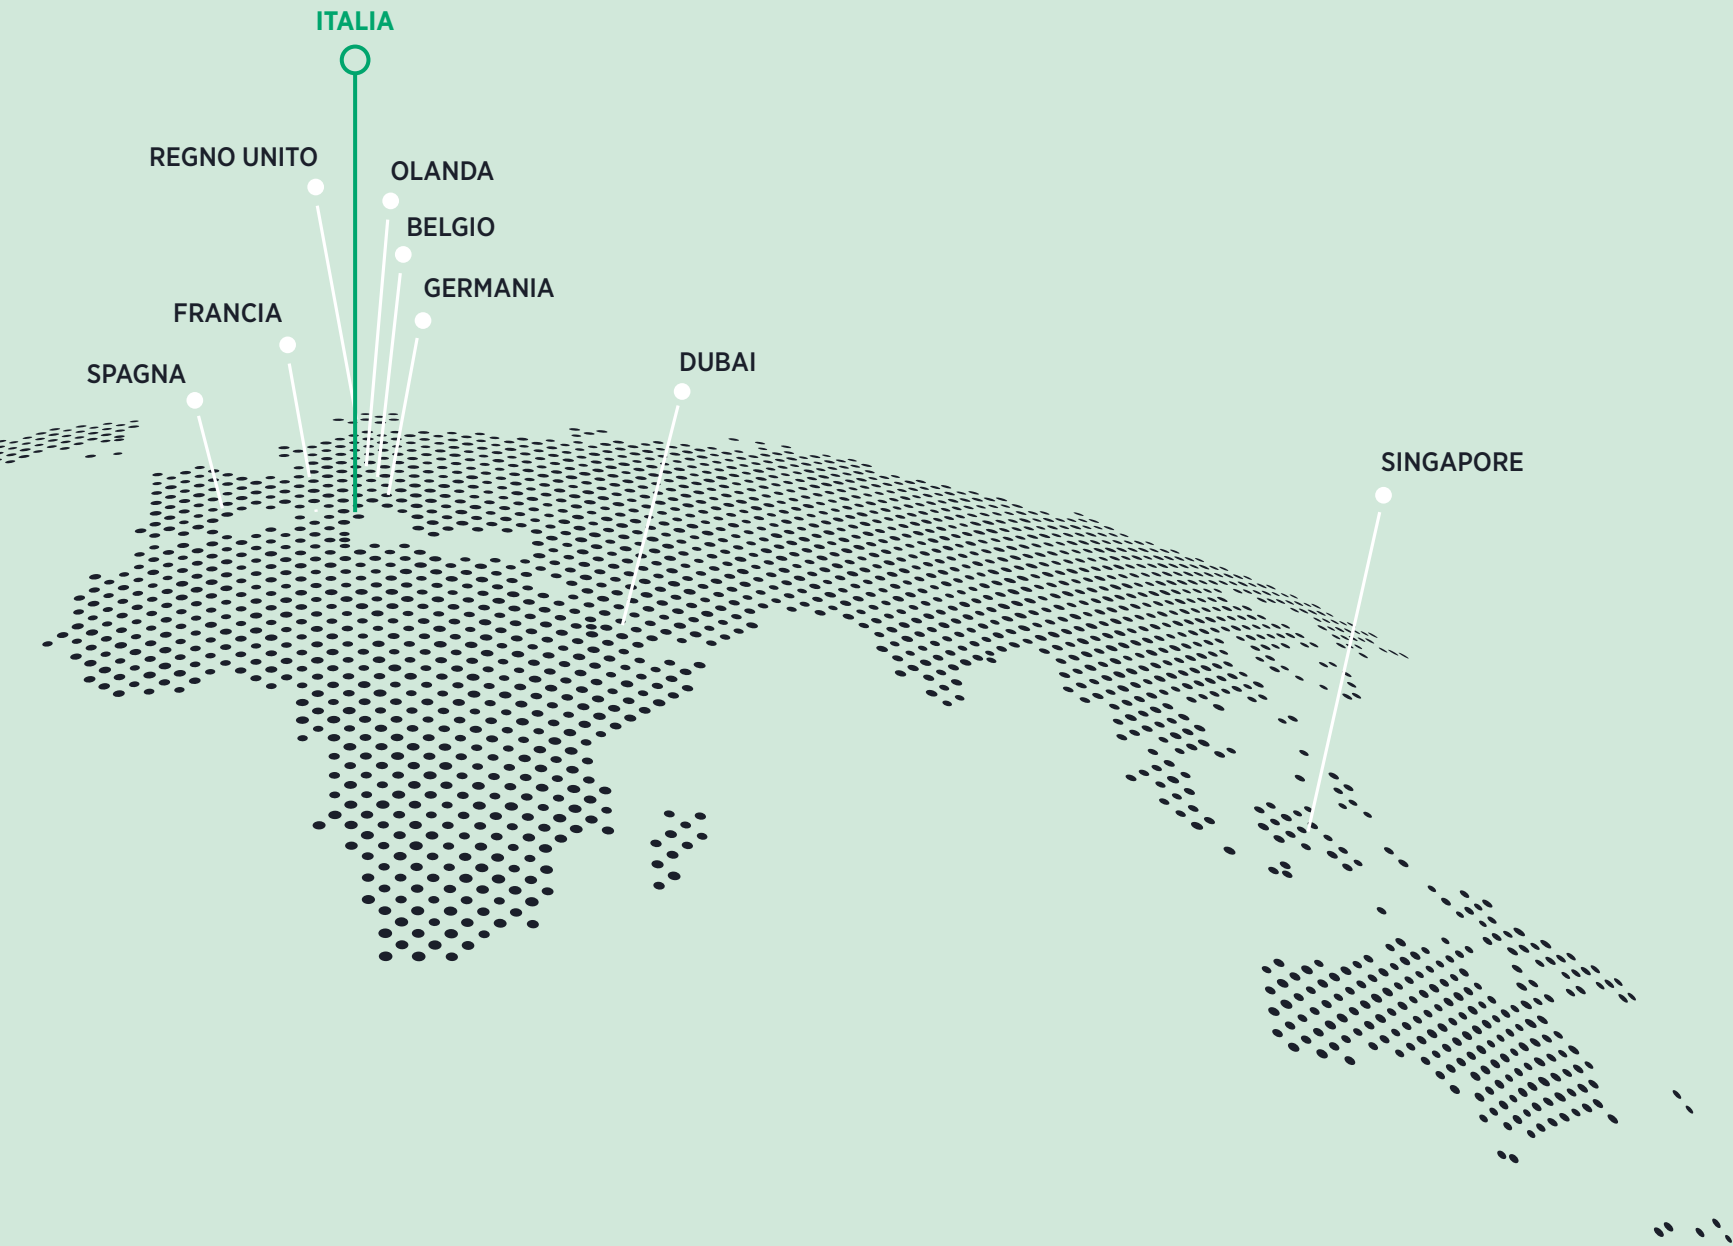 ITALIA
REGNO UNITO
OLANDA
BELGIO
GERMANIA
FRANCIA
DUBAI
SPAGNA
SINGAPORE